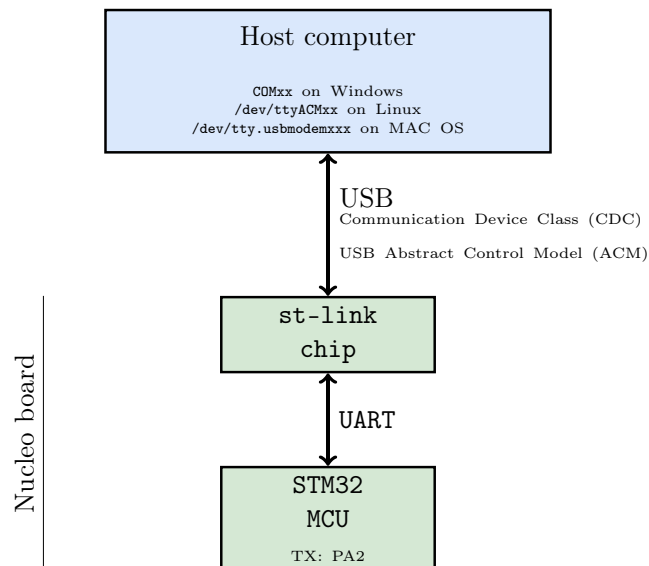 Host computer
COMxx on Windows
/dev/ttyACMxx on Linux
/dev/tty.usbmodemxxx on MAC OS
USB
Communication Device Class (CDC)
USB Abstract Control Model (ACM)
st-link
chip
UART
Nucleo board
STM32
MCU
TX: PA2